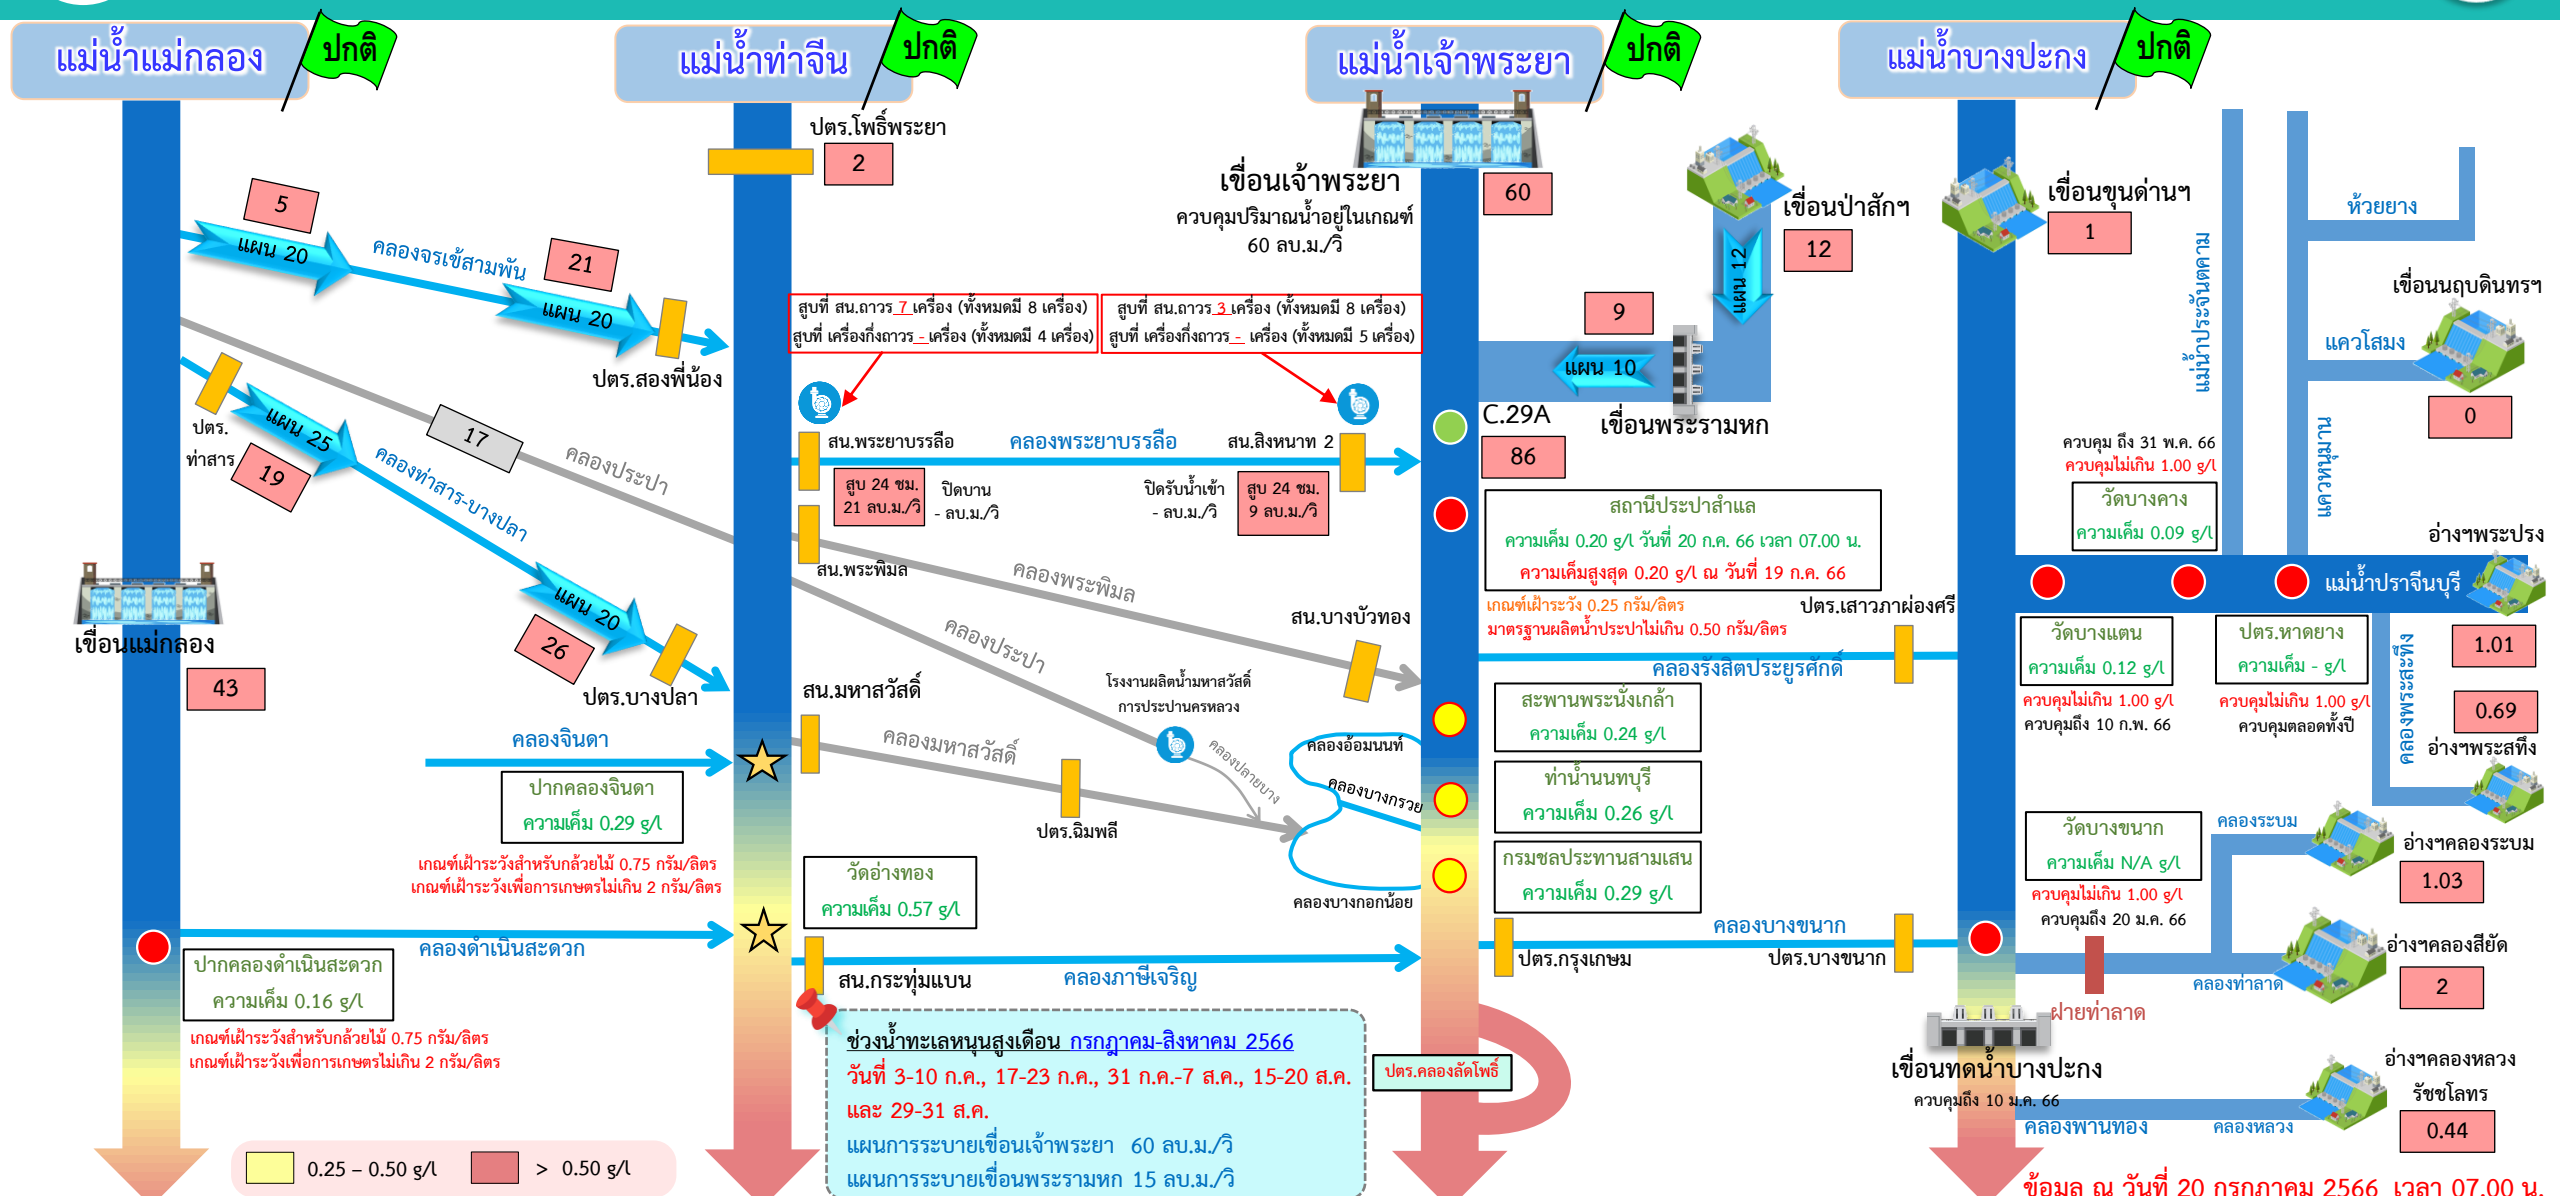 แม่น้ำแม่กลอง
ปกติ
แม่น้ำท่าจีน
ปกติ
แม่น้ำเจ้าพระยา
ปกติ
แม่น้ำบางปะกง
ปกติ
5
แผน 20
คลองจรเข้สามพัน
21
แผน 20
ปตร.สองพี่น้อง
ปตร.
ท่าสาร
แผน 25
19
คลองท่าสาร-บางปลา
17
คลองประปา
แผน 20
26
ปตร.บางปลา
เขื่อนแม่กลอง
43
คลองจินดา
ปากคลองจินดา
ความเค็ม 0.29 g/l
เกณฑ์เฝ้าระวังสำหรับกล้วยไม้ 0.75 กรัม/ลิตร
เกณฑ์เฝ้าระวังเพื่อการเกษตรไม่เกิน 2 กรัม/ลิตร
คลองดำเนินสะดวก
ปากคลองดำเนินสะดวก
ความเค็ม 0.16 g/l
เกณฑ์เฝ้าระวังสำหรับกล้วยไม้ 0.75 กรัม/ลิตร
เกณฑ์เฝ้าระวังเพื่อการเกษตรไม่เกิน 2 กรัม/ลิตร
0.25 – 0.50 g/l
> 0.50 g/l
ปตร.โพธิ์พระยา
2
สูบที่ สน.ถาวร 7 เครื่อง (ทั้งหมดมี 8 เครื่อง)
สูบที่ เครื่องกึ่งถาวร - เครื่อง (ทั้งหมดมี 4 เครื่อง)
สูบที่ สน.ถาวร 3 เครื่อง (ทั้งหมดมี 8 เครื่อง)
สูบที่ เครื่องกึ่งถาวร - เครื่อง (ทั้งหมดมี 5 เครื่อง)
สน.พระยาบรรลือ
คลองพระยาบรรลือ
สน.สิงหนาท 2
สูบ 24 ชม.
21 ลบ.ม./วิ
ปิดบาน
- ลบ.ม./วิ
ปิดรับน้ำเข้า
- ลบ.ม./วิ
สูบ 24 ชม.
9 ลบ.ม./วิ
สน.พระพิมล
คลองพระพิมล
สน.บางบัวทอง
คลองประปา
โรงงานผลิตน้ำมหาสวัสดิ์
การประปานครหลวง
สน.มหาสวัสดิ์
คลองมหาสวัสดิ์
คลองปลายบาง
ปตร.ฉิมพลี
คลองอ้อมนนท์
คลองบางกรวย
คลองบางกอกน้อย
วัดอ่างทอง
ความเค็ม 0.57 g/l
สน.กระทุ่มแบน
คลองภาษีเจริญ
ช่วงน้ำทะเลหนุนสูงเดือน กรกฎาคม-สิงหาคม 2566
วันที่ 3-10 ก.ค., 17-23 ก.ค., 31 ก.ค.-7 ส.ค., 15-20 ส.ค.
และ 29-31 ส.ค.
แผนการระบายเขื่อนเจ้าพระยา 60 ลบ.ม./วิ
แผนการระบายเขื่อนพระรามหก 15 ลบ.ม./วิ
เขื่อนเจ้าพระยา
ควบคุมปริมาณน้ำอยู่ในเกณฑ์
60 ลบ.ม./วิ
60
เขื่อนป่าสักฯ
12
แผน 12
9
แผน 10
เขื่อนพระรามหก
C.29A
86
สถานีประปาสำแล
ความเค็ม 0.20 g/l วันที่ 20 ก.ค. 66 เวลา 07.00 น.
ความเค็มสูงสุด 0.20 g/l ณ วันที่ 19 ก.ค. 66
เกณฑ์เฝ้าระวัง 0.25 กรัม/ลิตร
มาตรฐานผลิตน้ำประปาไม่เกิน 0.50 กรัม/ลิตร
ปตร.เสาวภาผ่องศรี
คลองรังสิตประยูรศักดิ์
สะพานพระนั่งเกล้า
ความเค็ม 0.24 g/l
ท่าน้ำนนทบุรี
ความเค็ม 0.26 g/l
กรมชลประทานสามเสน
ความเค็ม 0.29 g/l
คลองบางขนาก
ปตร.กรุงเกษม
ปตร.บางขนาก
ปตร.คลองลัดโพธิ์
เขื่อนขุนด่านฯ
1
แม่น้ำประจันตคาม
ห้วยยาง
เขื่อนนฤบดินทรฯ
แควโสมง
0
แควหนุมาน
ควบคุม ถึง 31 พ.ค. 66
ควบคุมไม่เกิน 1.00 g/l
วัดบางคาง
ความเค็ม 0.09 g/l
อ่างฯพระปรง
แม่น้ำปราจีนบุรี
1.01
วัดบางแตน
ความเค็ม 0.12 g/l
ควบคุมไม่เกิน 1.00 g/l
ควบคุมถึง 10 ก.พ. 66
ปตร.หาดยาง
ความเค็ม - g/l
ควบคุมไม่เกิน 1.00 g/l
ควบคุมตลอดทั้งปี
คลองพระสะทึง
0.69
อ่างฯพระสทึง
วัดบางขนาก
ความเค็ม N/A g/l
ควบคุมไม่เกิน 1.00 g/l
ควบคุมถึง 20 ม.ค. 66
คลองระบม
อ่างฯคลองระบม
1.03
อ่างฯคลองสียัด
2
คลองท่าลาด
ฝายท่าลาด
เขื่อนทดน้ำบางปะกง
ควบคุมถึง 10 ม.ค. 66
คลองพานทอง
คลองหลวง
อ่างฯคลองหลวง
รัชชโลทร
0.44
ข้อมูล ณ วันที่ 20 กรกฎาคม 2566 เวลา 07.00 น.